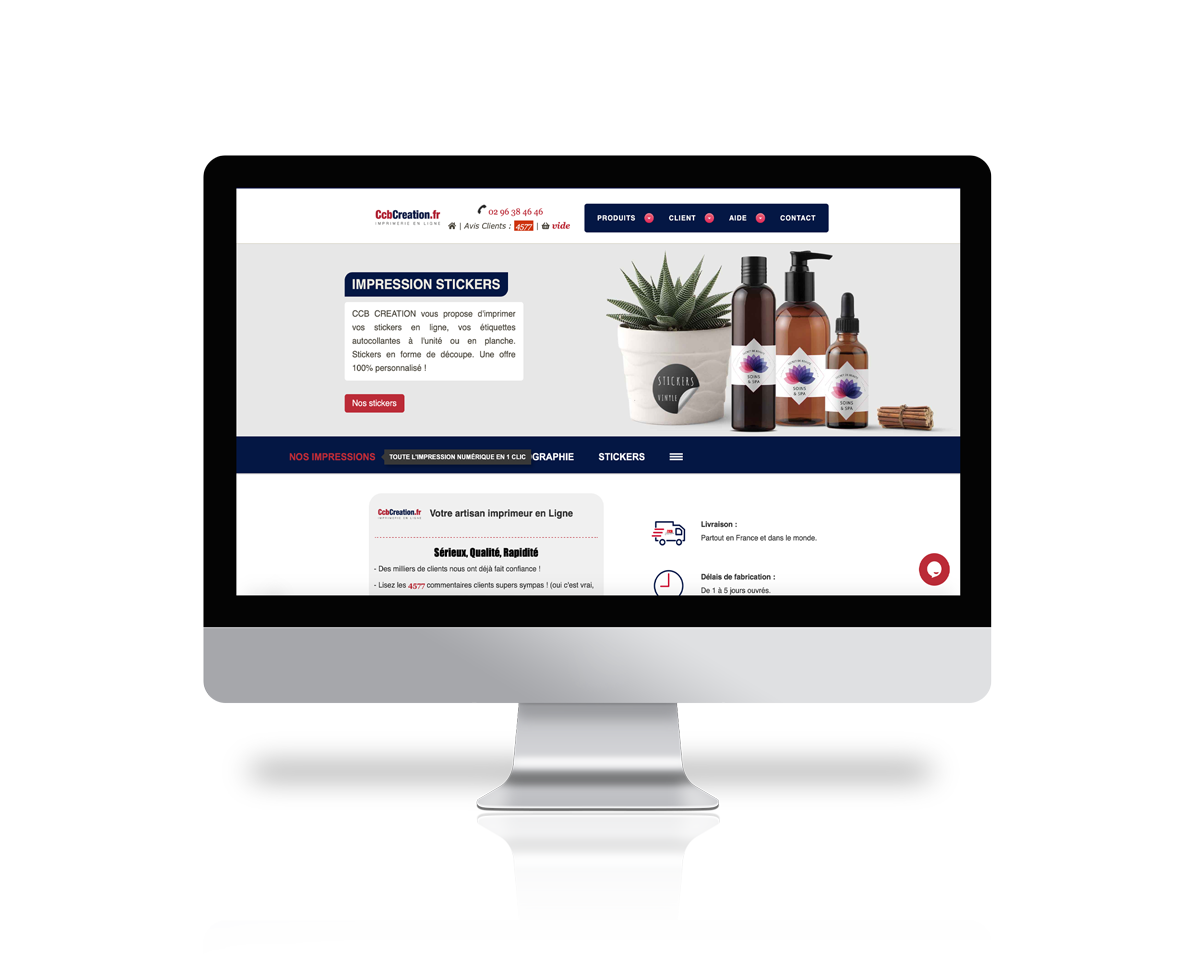 CcbCreation.fr
IMPRIMERIE EN LIGNE
02 96 38 46 46
| Avis Clients : 4577 | vide
PRODUITS CLIENT AIDE CONTACT
IMPRESSION STICKERS
CCB CREATION vous propose d'imprimer
vos stickers en ligne, vos étiquettes
autocollantes à l'unité ou en planche.
Stickers en forme de découpe. Une offre
100% personnalisé !
Nos stickers
STICKERS
VINYLE
SOINS
& SPA
SOINS
& SPA
SOINS
& SPA
NOS IMPRESSIONS TOUTE L'IMPRESSION NUMÉRIQUE EN 1 CLIC GRAPHIE STICKERS
CcbCreation.fr
IMPRIMERIE EN LIGNE
Votre artisan imprimeur en Ligne
Sérieux, Qualité, Rapidité
- Des milliers de clients nous ont déjà fait confiance !
- Lisez les 4577 commentaires clients supers sympas ! (oui c'est vrai,
Livraison :
Partout en France et dans le monde.
Délais de fabrication :
De 1 à 5 jours ouvrés.